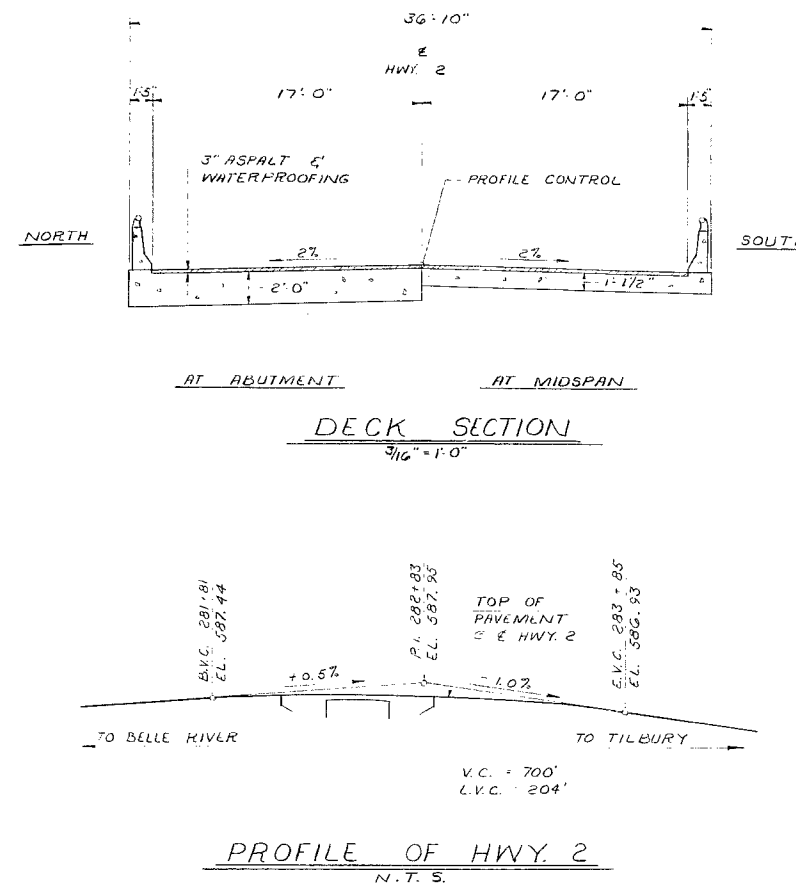 36'-10"
℄
HWY. 2
1'-5" 17'-0" 17'-0" 1'-5"
3" ASPALT &
WATERPROOFING
PROFILE CONTROL
NORTH
SOUT
2% 2%
2'-0"
1'-1 1/2"
AT ABUTMENT AT MIDSPAN
DECK SECTION
3/16" = 1'-0"
B.V.C. 281+81
EL. 587.44
P.I. 282+83
EL. 587.95
E.V.C. 283+85
EL. 586.93
TOP OF
PAVEMENT
@ ℄ HWY. 2
+0.5%
-1.0%
TO BELLE RIVER
TO TILBURY
V.C. = 700'
L.V.C. = 204'
PROFILE OF HWY. 2
N.T.S.